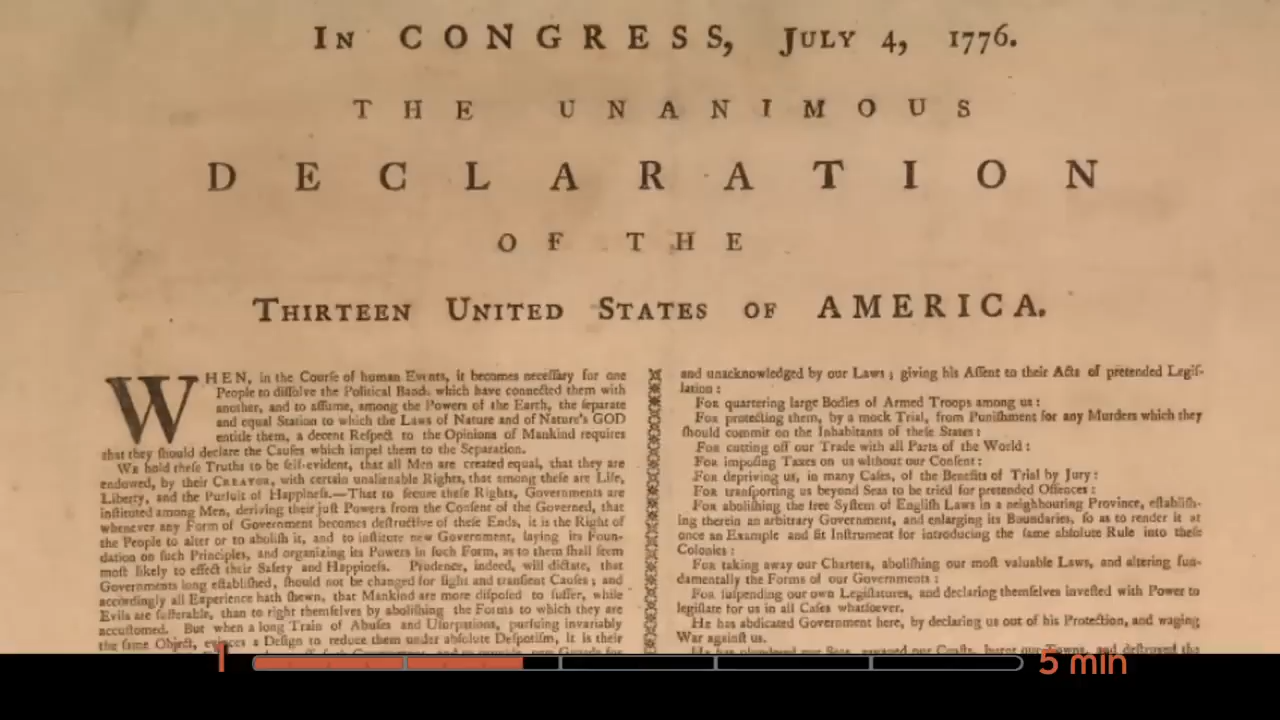 In CONGRESS, July 4, 1776.
THE UNANIMOUS
DECLARATION
OF THE
Thirteen United States of AMERICA.
WHEN, in the Courſe of human Events, it becomes neceſſary for one
People to diſſolve the Political Bands which have connected them with
another, and to aſſume, among the Powers of the Earth, the ſeparate
and equal Station to which the Laws of Nature and of Nature's GOD
entitle them, a decent Reſpect to the Opinions of Mankind requires
that they ſhould declare the Cauſes which impel them to the Separation.
We hold theſe Truths to be ſelf-evident, that all Men are created equal, that they are
endowed, by their Creator, with certain unalienable Rights, that among theſe are Life,
Liberty, and the Purſuit of Happineſs.—That to ſecure theſe Rights, Governments are
inſtituted among Men, deriving their juſt Powers from the Conſent of the Governed, that
whenever any Form of Government becomes deſtructive of theſe Ends, it is the Right of
the People to alter or to aboliſh it, and to inſtitute new Government, laying its Foun-
dation on ſuch Principles, and organizing its Powers in ſuch Form, as to them ſhall ſeem
moſt likely to effect their Safety and Happineſs. Prudence, indeed, will dictate, that
Governments long eſtabliſhed, ſhould not be changed for light and tranſient Cauſes ; and
accordingly all Experience hath ſhewn, that Mankind are more diſpoſed to ſuffer, while
Evils are ſufferable, than to right themſelves by aboliſhing the Forms to which they are
accuſtomed. But when a long Train of Abuſes and Uſurpations, purſuing invariably
the ſame Object, evinces a Deſign to reduce them under abſolute Deſpotiſm, it is their
and unacknowledged by our Laws ; giving his Aſſent to their Acts of pretended Legiſ-
lation :
For quartering large Bodies of Armed Troops among us :
For protecting them, by a mock Trial, from Puniſhment for any Murders which they
ſhould commit on the Inhabitants of theſe States :
For cutting off our Trade with all Parts of the World :
For impoſing Taxes on us without our Conſent :
For depriving us, in many Caſes, of the Benefits of Trial by Jury :
For tranſporting us beyond Seas to be tried for pretended Offences :
For aboliſhing the free Syſtem of Engliſh Laws in a neighbouring Province, eſtabliſh-
ing therein an arbitrary Government, and enlarging its Boundaries, ſo as to render it at
once an Example and fit Inſtrument for introducing the ſame abſolute Rule into theſe
Colonies :
For taking away our Charters, aboliſhing our moſt valuable Laws, and altering fun-
damentally the Forms of our Governments :
For ſuſpending our own Legiſlatures, and declaring themſelves inveſted with Power to
legiſlate for us in all Caſes whatſoever.
He has abdicated Government here, by declaring us out of his Protection, and waging
War againſt us.
5 min